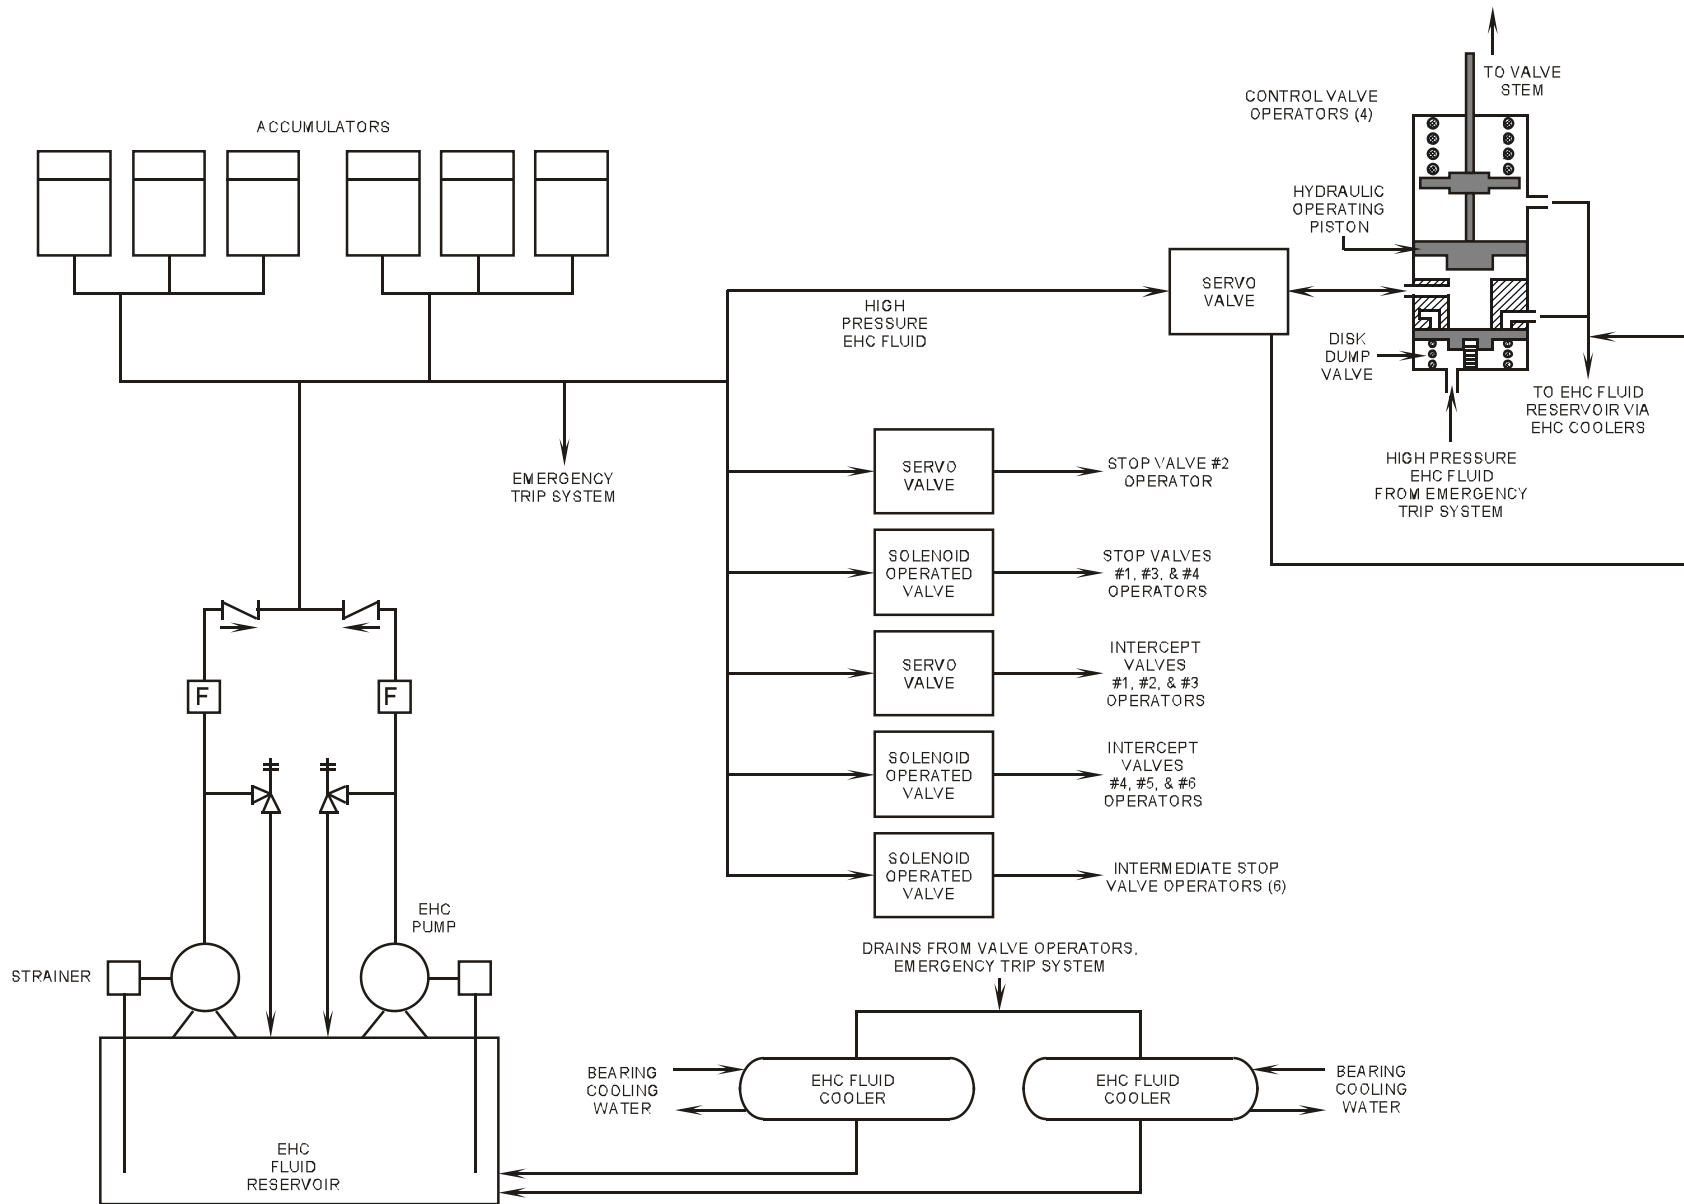 TO VALVE
STEM
CONTROL VALVE
OPERATORS (4)
ACCUMULATORS
HYDRAULIC
OPERATING
PISTON
SERVO
VALVE
HIGH
PRESSURE
EHC FLUID
DISK
DUMP
VALVE
TO EHC FLUID
RESERVOIR VIA
EHC COOLERS
HIGH PRESSURE
EHC FLUID
FROM EMERGENCY
TRIP SYSTEM
EMERGENCY
TRIP SYSTEM
SERVO
VALVE
STOP VALVE #2
OPERATOR
SOLENOID
OPERATED
VALVE
STOP VALVES
#1, #3, & #4
OPERATORS
SERVO
VALVE
INTERCEPT
VALVES
#1, #2, & #3
OPERATORS
F
F
SOLENOID
OPERATED
VALVE
INTERCEPT
VALVES
#4, #5, & #6
OPERATORS
SOLENOID
OPERATED
VALVE
INTERMEDIATE STOP
VALVE OPERATORS (6)
EHC
PUMP
STRAINER
DRAINS FROM VALVE OPERATORS,
EMERGENCY TRIP SYSTEM
BEARING
COOLING
WATER
EHC FLUID
COOLER
EHC FLUID
COOLER
BEARING
COOLING
WATER
EHC
FLUID
RESERVOIR